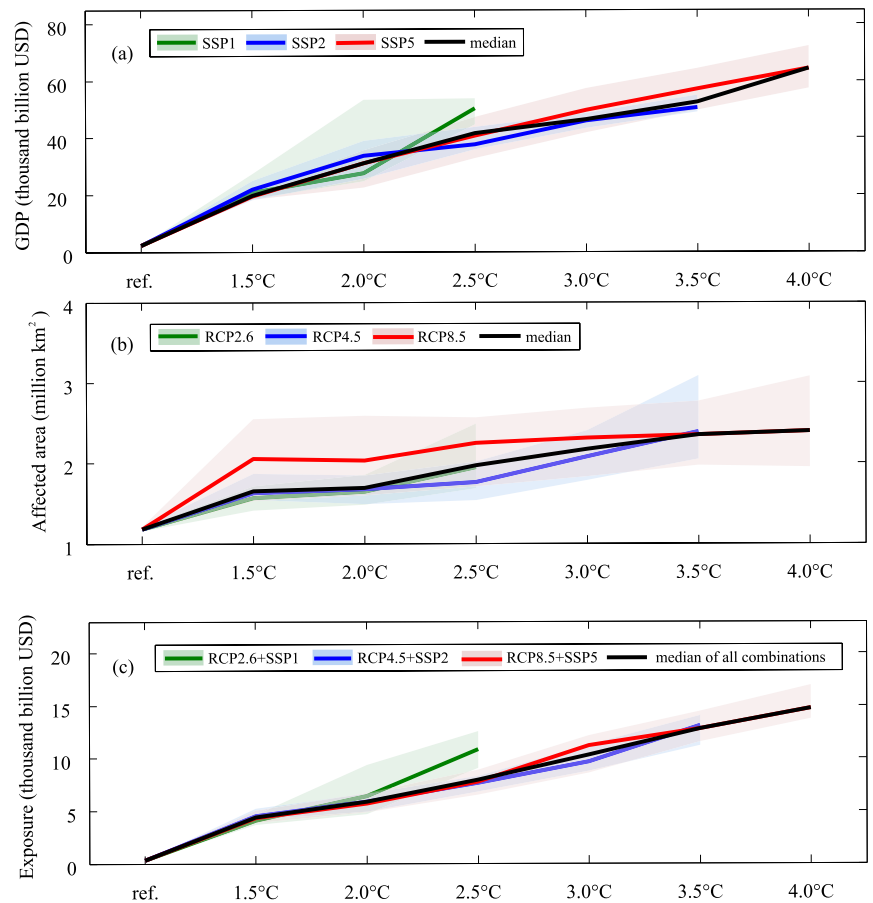 80
60
40
20
0
GDP (thousand billion USD)
(a)
SSP1 SSP2 SSP5 median
ref. 1.5°C 2.0°C 2.5°C 3.0°C 3.5°C 4.0°C
4
3
2
1
Affected area (million km²)
(b)
RCP2.6 RCP4.5 RCP8.5 median
ref. 1.5°C 2.0°C 2.5°C 3.0°C 3.5°C 4.0°C
20
15
10
5
0
Exposure (thousand billion USD)
(c)
RCP2.6+SSP1 RCP4.5+SSP2 RCP8.5+SSP5 median of all combinations
ref. 1.5°C 2.0°C 2.5°C 3.0°C 3.5°C 4.0°C